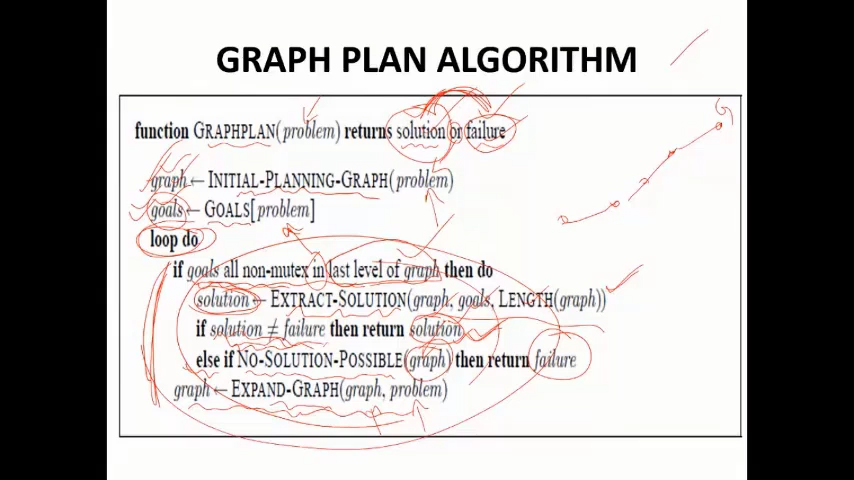 GRAPH PLAN ALGORITHM
function GRAPHPLAN(problem) returns solution or failure
graph ← INITIAL-PLANNING-GRAPH(problem)
goals ← GOALS[problem]
loop do
if goals all non-mutex in last level of graph then do
solution ← EXTRACT-SOLUTION(graph, goals, LENGTH(graph))
if solution ≠ failure then return solution
else if NO-SOLUTION-POSSIBLE(graph) then return failure
graph ← EXPAND-GRAPH(graph, problem)